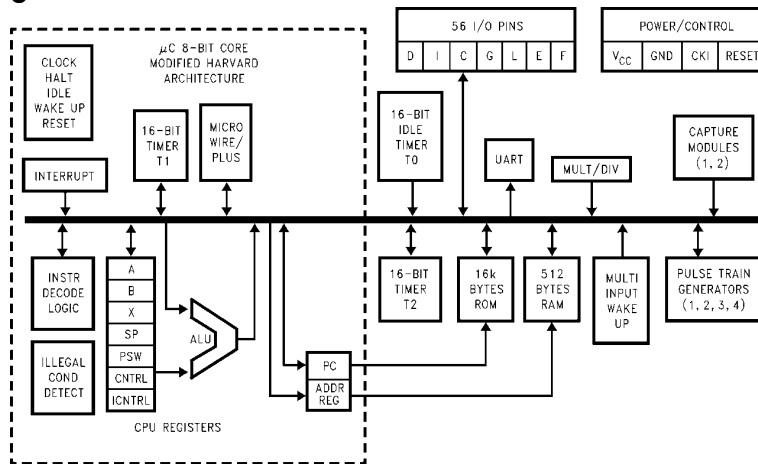 56 I/O PINS
D I C G L E F
POWER/CONTROL
VCC GND CKI RESET
μC 8-BIT CORE
MODIFIED HARVARD
ARCHITECTURE
CLOCK
HALT
IDLE
WAKE UP
RESET
16-BIT
TIMER
T1
MICRO
WIRE/
PLUS
16-BIT
IDLE
TIMER
T0
CAPTURE
MODULES
(1, 2)
INTERRUPT
UART
MULT/DIV
INSTR
DECODE
LOGIC
A
B
X
SP
PSW
CNTRL
ICNTRL
ALU
16-BIT
TIMER
T2
16k
BYTES
ROM
512
BYTES
RAM
MULTI
INPUT
WAKE
UP
PULSE TRAIN
GENERATORS
(1, 2, 3, 4)
ILLEGAL
COND
DETECT
PC
ADDR
REG
CPU REGISTERS